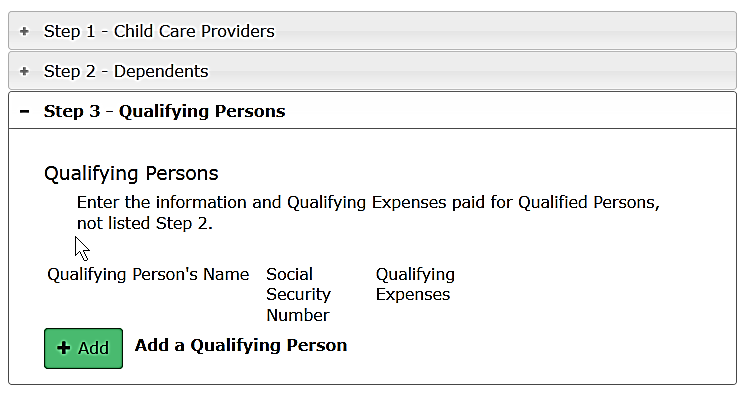 + Step 1 - Child Care Providers
+ Step 2 - Dependents
− Step 3 - Qualifying Persons
Qualifying Persons
Enter the information and Qualifying Expenses paid for Qualified Persons,
not listed Step 2.
Qualifying Person's Name Social Qualifying
Security Expenses
Number
+ Add Add a Qualifying Person